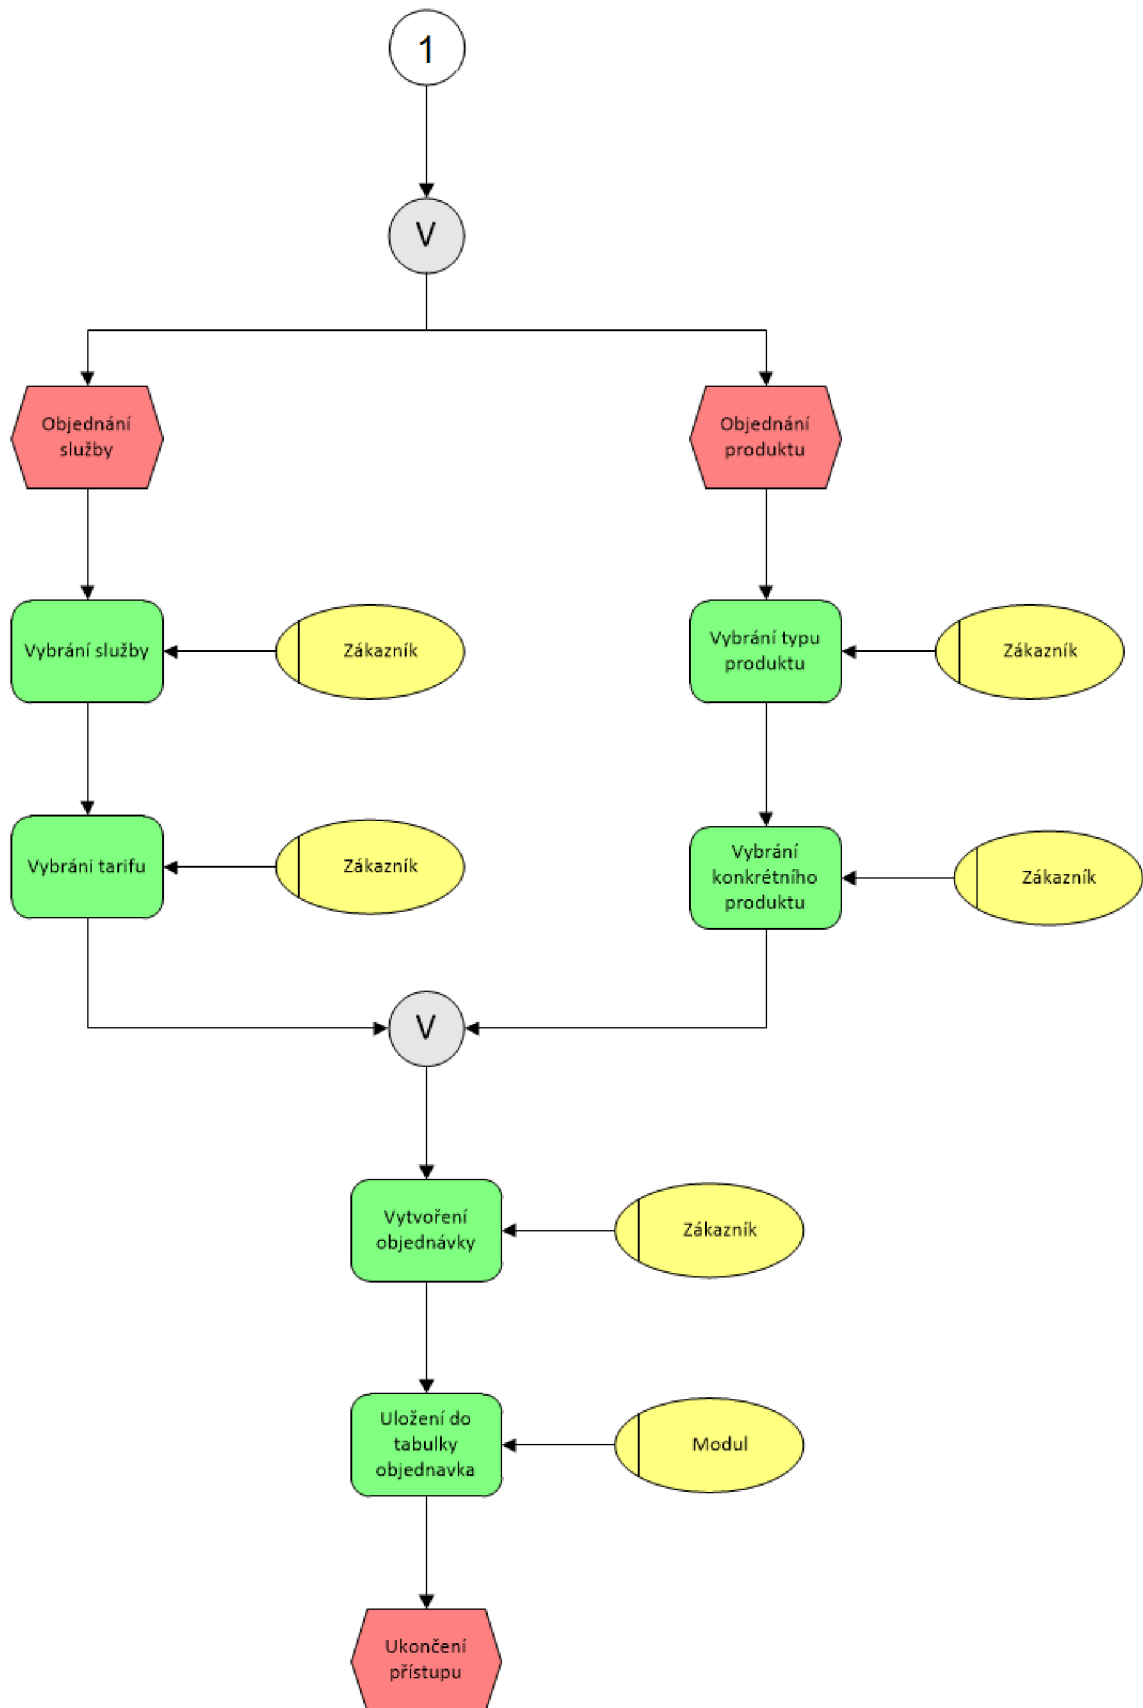 1
V
Objednání
služby
Objednání
produktu
Vybrání služby
Zákazník
Vybrání typu
produktu
Zákazník
Vybráni tarifu
Zákazník
Vybrání
konkrétního
produktu
Zákazník
V
Vytvoření
objednávky
Zákazník
Uložení do
tabulky
objednavka
Modul
Ukončení
přístupu